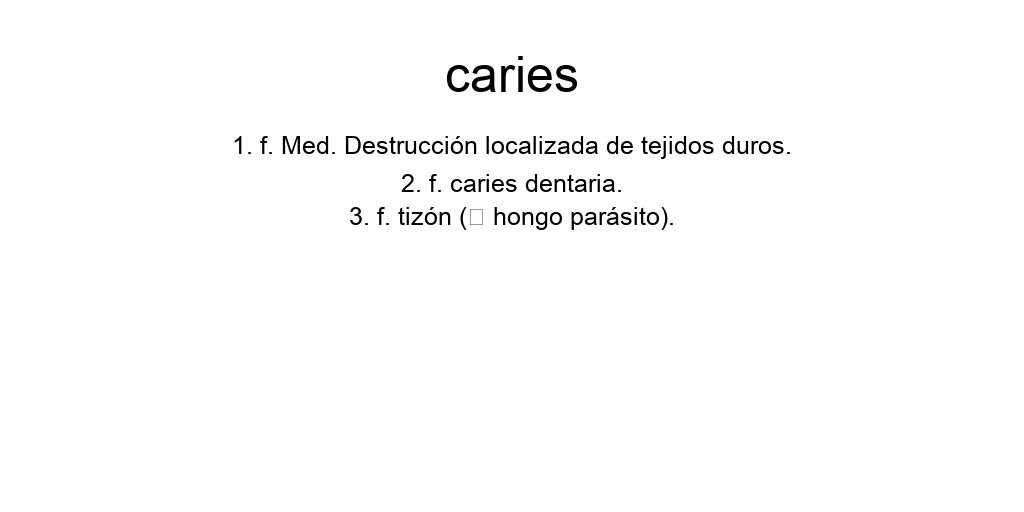 caries
1. f. Med. Destrucción localizada de tejidos duros.
2. f. caries dentaria.
3. f. tizón (□ hongo parásito).